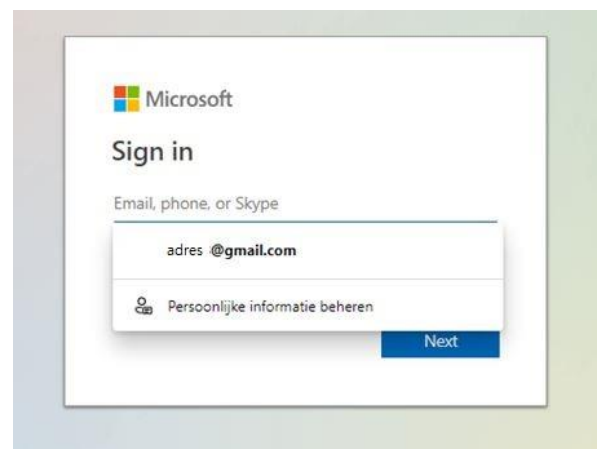 Microsoft
Sign in
Email, phone, or Skype
adres @gmail.com
Persoonlijke informatie beheren
Next